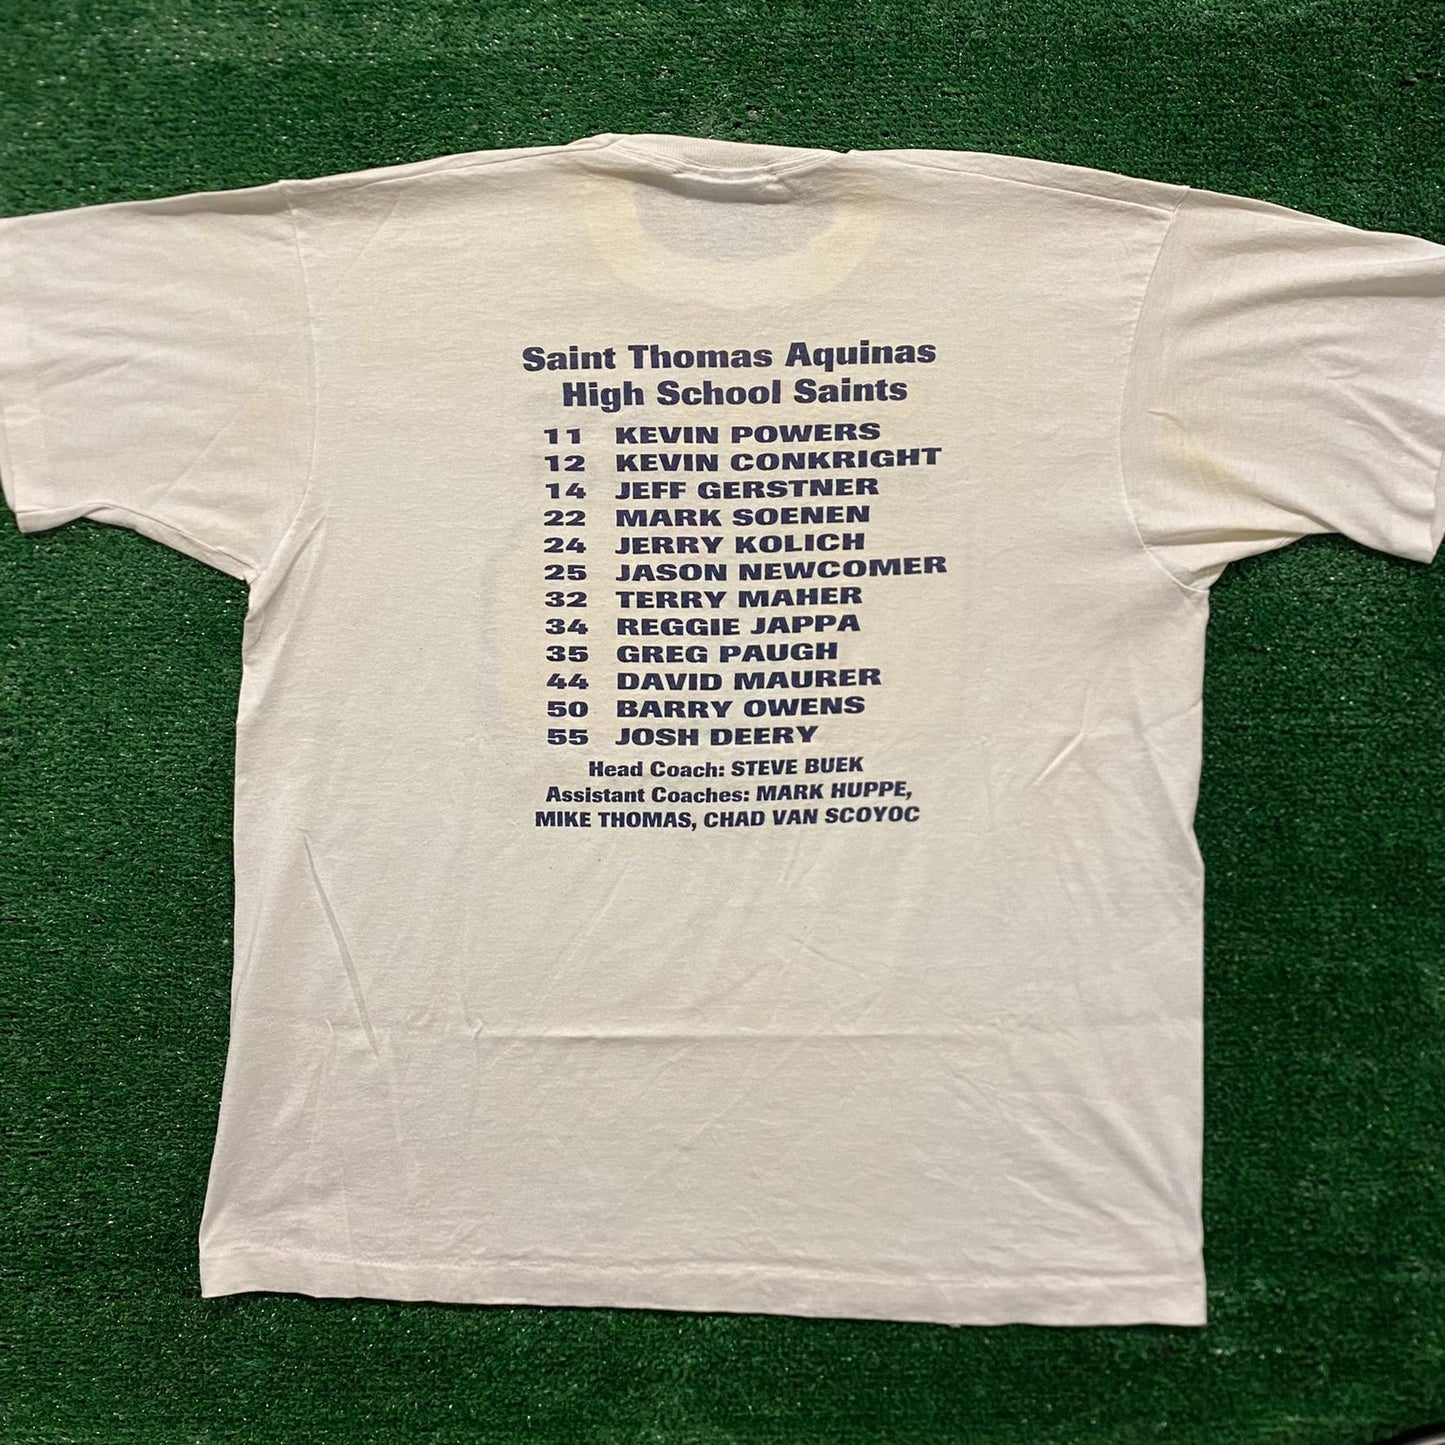 Saint Thomas Aquinas
High School Saints
11 KEVIN POWERS
12 KEVIN CONKRIGHT
14 JEFF GERSTNER
22 MARK SOENEN
24 JERRY KOLICH
25 JASON NEWCOMER
32 TERRY MAHER
34 REGGIE JAPPA
35 GREG PAUGH
44 DAVID MAURER
50 BARRY OWENS
55 JOSH DEERY
Head Coach: STEVE BUEK
Assistant Coaches: MARK HUPPE,
MIKE THOMAS, CHAD VAN SCOYOC